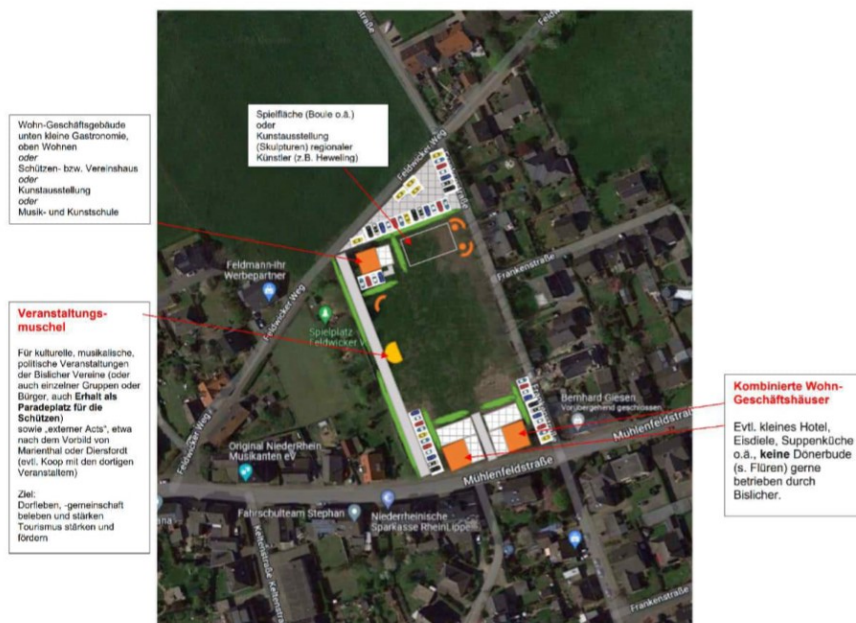 Wohn-Geschäftsgebäude
unten kleine Gastronomie,
oben Wohnen
oder
Schützen- bzw. Vereinshaus
oder
Kunstausstellung
oder
Musik- und Kunstschule
Spielfläche (Boule o.ä.)
oder
Kunstausstellung
(Skulpturen) regionaler
Künstler (z.B. Heweling)
Veranstaltungs-
muschel
Für kulturelle, musikalische,
politische Veranstaltungen
der Bislicher Vereine (oder
auch einzelner Gruppen oder
Bürger, auch Erhalt als
Paradeplatz für die
Schützen)
sowie „externer Acts“, etwa
nach dem Vorbild von
Marienthal oder Diersfordt
(evtl. Koop mit den dortigen
Veranstaltern)
Ziel:
Dorfleben, -gemeinschaft
beleben und stärken
Tourismus stärken und
fördern
Kombinierte Wohn-
Geschäftshäuser
Evtl. kleines Hotel,
Eisdiele, Suppenküche
o.ä., keine Dönerbude
(s. Flüren) gerne
betrieben durch
Bislicher.
Feldwicker Weg
Frankenstraße
Feldmann-Ihr
Werbepartner
Feldwicker Weg
Spielplatz
Feldwicker W
Feldwicker Weg
Bernhard Giesen
Vorübergehend geschlossen
Mühlenfeldstraße
Original NiederRhein
Musikanten eV
Mühlenfeldstraße
Fahrschulteam Stephan
Niederrheinische
Sparkasse RheinLippe
Keltenstraße
Frankenstraße